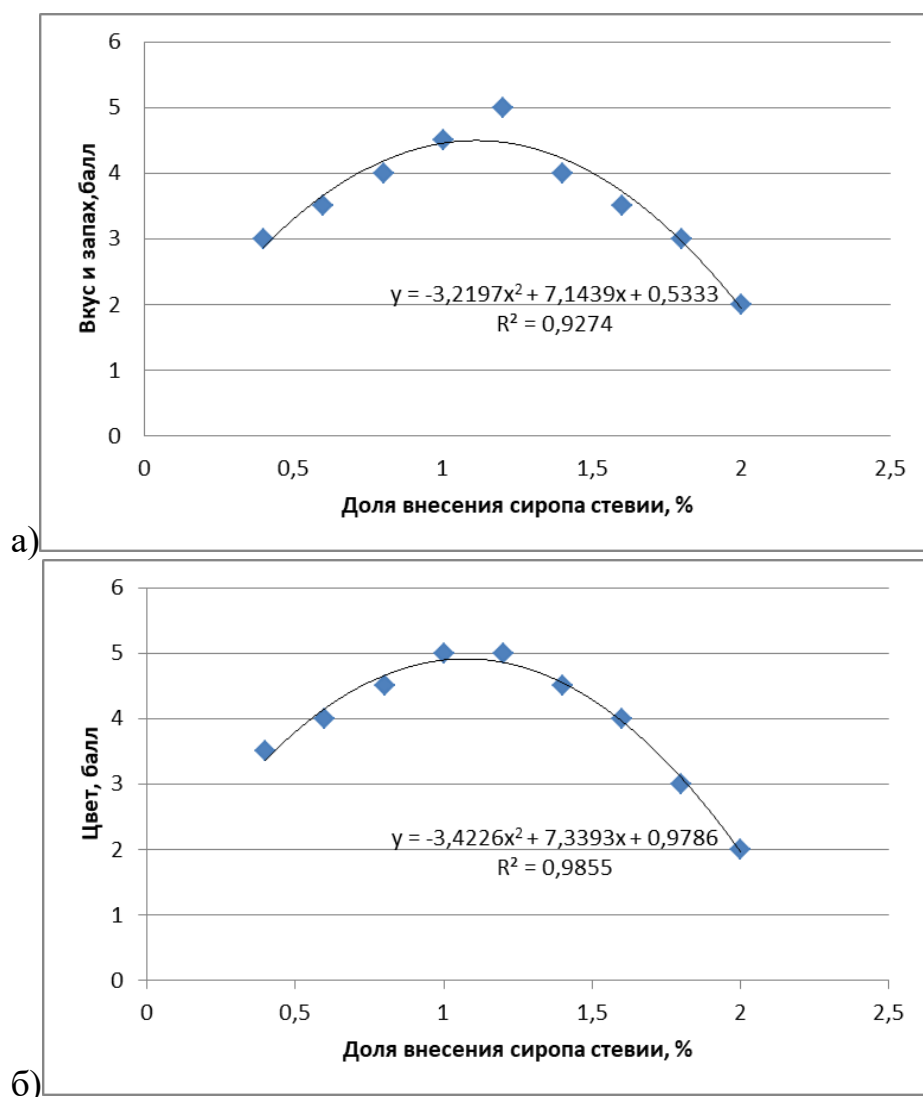 6
5
4
3
2
1
0
Вкус и запах,балл
y = -3,2197x² + 7,1439x + 0,5333
R² = 0,9274
0 0,5 1 1,5 2 2,5
Доля внесения сиропа стевии, %
а)
6
5
4
3
2
1
0
Цвет, балл
y = -3,4226x² + 7,3393x + 0,9786
R² = 0,9855
0 0,5 1 1,5 2 2,5
Доля внесения сиропа стевии, %
б)